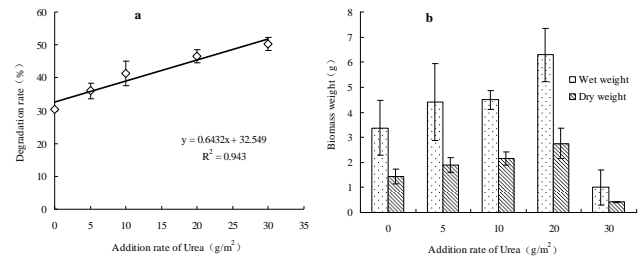 a
60
50
40
30
20
10
0
Degradation rate（%）
y = 0.6432x + 32.549
R² = 0.943
0 5 10 15 20 25 30 35
Addition rate of Urea（g/m²）
b
8
7
6
5
4
3
2
1
0
Biomass weight（g）
Wet weight
Dry weight
0 5 10 20 30
Addition rate of Urea（g/m²）